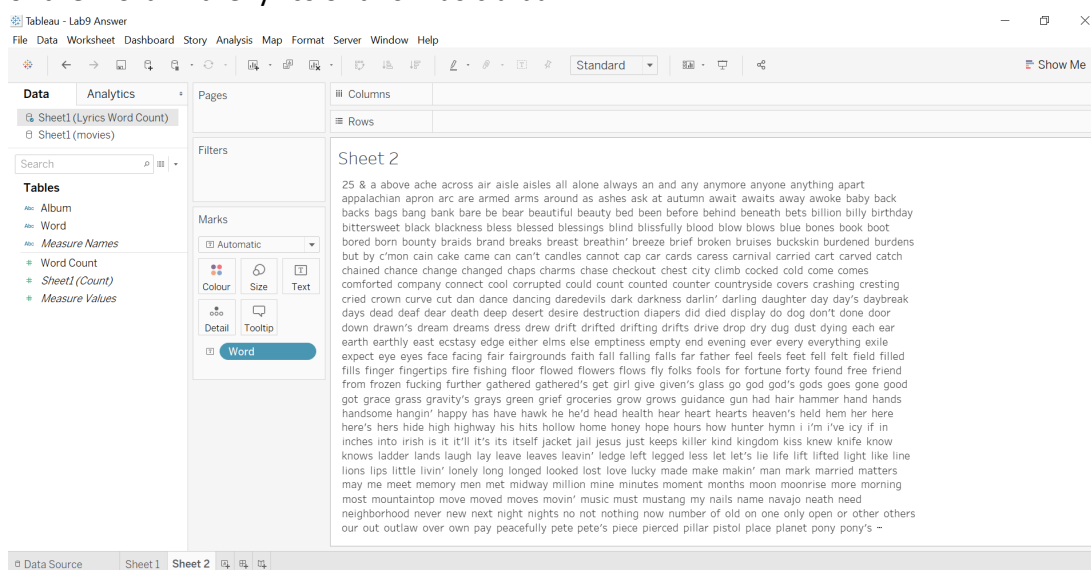 Tableau - Lab9 Answer
File Data Worksheet Dashboard Story Analysis Map Format Server Window Help
Standard
Show Me
Data
Analytics
Sheet1 (Lyrics Word Count)
Sheet1 (movies)
Search
Tables
Abc Album
Abc Word
Abc Measure Names
# Word Count
# Sheet1 (Count)
# Measure Values
Pages
Filters
Marks
T Automatic
Colour
Size
Text
Detail
Tooltip
Word
Columns
Rows
Sheet 2
25 & a above ache across air aisle aisles all alone always an and any anymore anyone anything apart
appalachian apron arc are armed arms around as ashes ask at autumn await awaits away awoke baby back
backs bags bang bank bare be bear beautiful beauty bed been before behind beneath bets billion billy birthday
bittersweet black blackness bless blessed blessings blind blissfully blood blow blows blue bones book boot
bored born bounty braids brand breaks breast breathin' breeze brief broken bruises buckskin burdened burdens
but by c'mon cain cake came can can't candles cannot cap car cards caress carnival carried cart carved catch
chained chance change changed chaps charms chase checkout chest city climb cocked cold come comes
comforted company connect cool corrupted could count counted counter countryside covers crashing cresting
cried crown curve cut dan dance dancing daredevils dark darkness darlin' darling daughter day day's daybreak
days dead deaf dear death deep desert desire destruction diapers did died display do dog don't done door
down drawn's dream dreams dress drew drift drifted drifting drifts drive drop dry dug dust dying each ear
earth earthly east ecstasy edge either elms else emptiness empty end evening ever every everything exile
expect eye eyes face facing fair fairgrounds faith fall falling falls far father feel feels feet fell felt field filled
fills finger fingertips fire fishing floor flowed flowers flows fly folks fools for fortune forty found free friend
from frozen fucking further gathered gathered's get girl give given's glass go god god's gods goes gone good
got grace grass gravity's grays green grief groceries grow grows guidance gun had hair hammer hand hands
handsome hangin' happy has have hawk he he'd head health hear heart hearts heaven's held hem her here
here's hers hide high highway his hits hollow home honey hope hours how hunter hymn i i'm i've icy if in
inches into irish is it it'll it's its itself jacket jail jesus just keeps killer kind kingdom kiss knew knife know
knows ladder lands laugh lay leave leaves leavin' ledge left legged less let let's lie life lift lifted light like line
lions lips little livin' lonely long longed looked lost love lucky made make makin' man mark married matters
may me meet memory men met midway million mine minutes moment months moon moonrise more morning
most mountaintop move moved moves movin' music must mustang my nails name navajo neath need
neighborhood never new next night nights no not nothing now number of old on one only open or other others
our out outlaw over own pay peacefully pete pete's piece pierced pillar pistol place planet pony pony's ...
Data Source
Sheet 1
Sheet 2